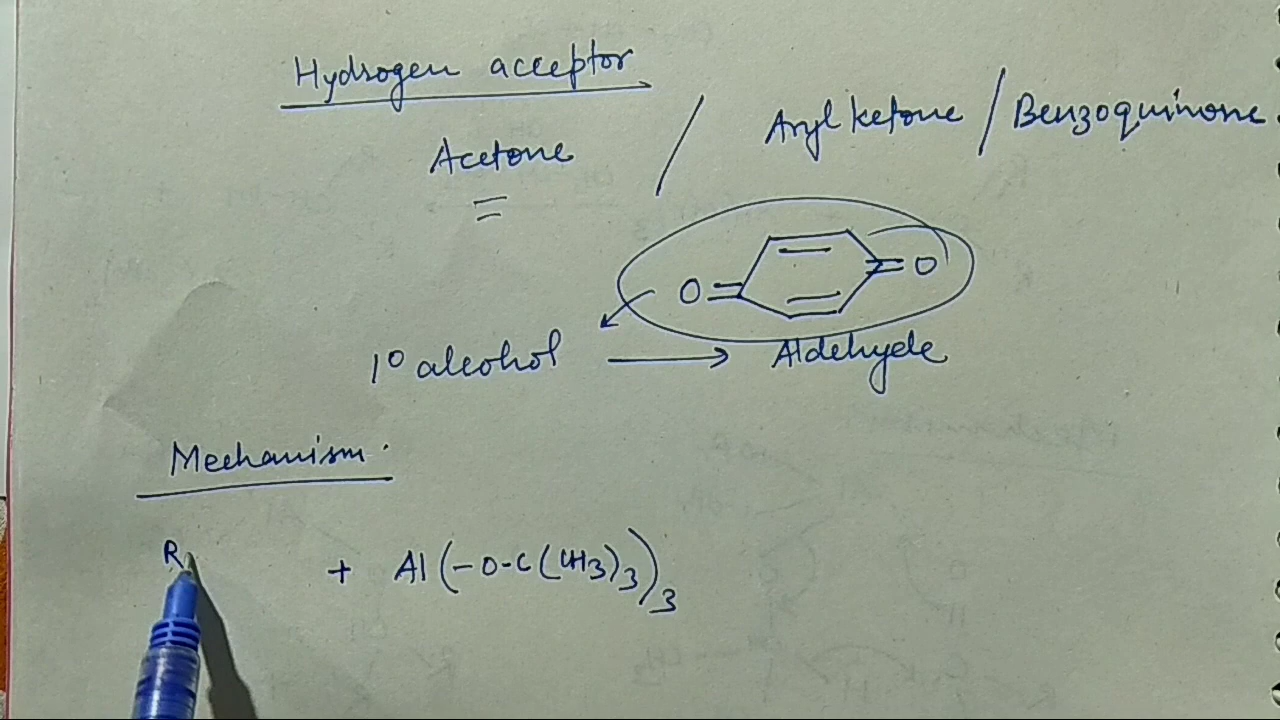 Hydrogen acceptor
Acetone / Aryl ketone / Benzoquinone
O= =O
1° alcohol → Aldehyde
Mechanism.
R + Al(-O-C(CH3)3)3